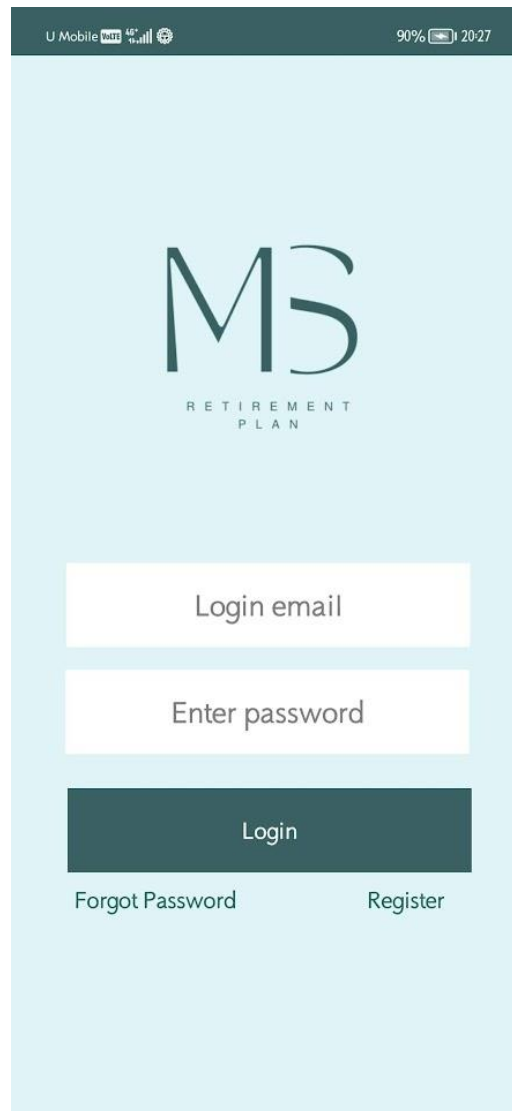 U Mobile VoLTE 4G+ 90% 20:27
MS
RETIREMENT
PLAN
Login email
Enter password
Login
Forgot Password Register